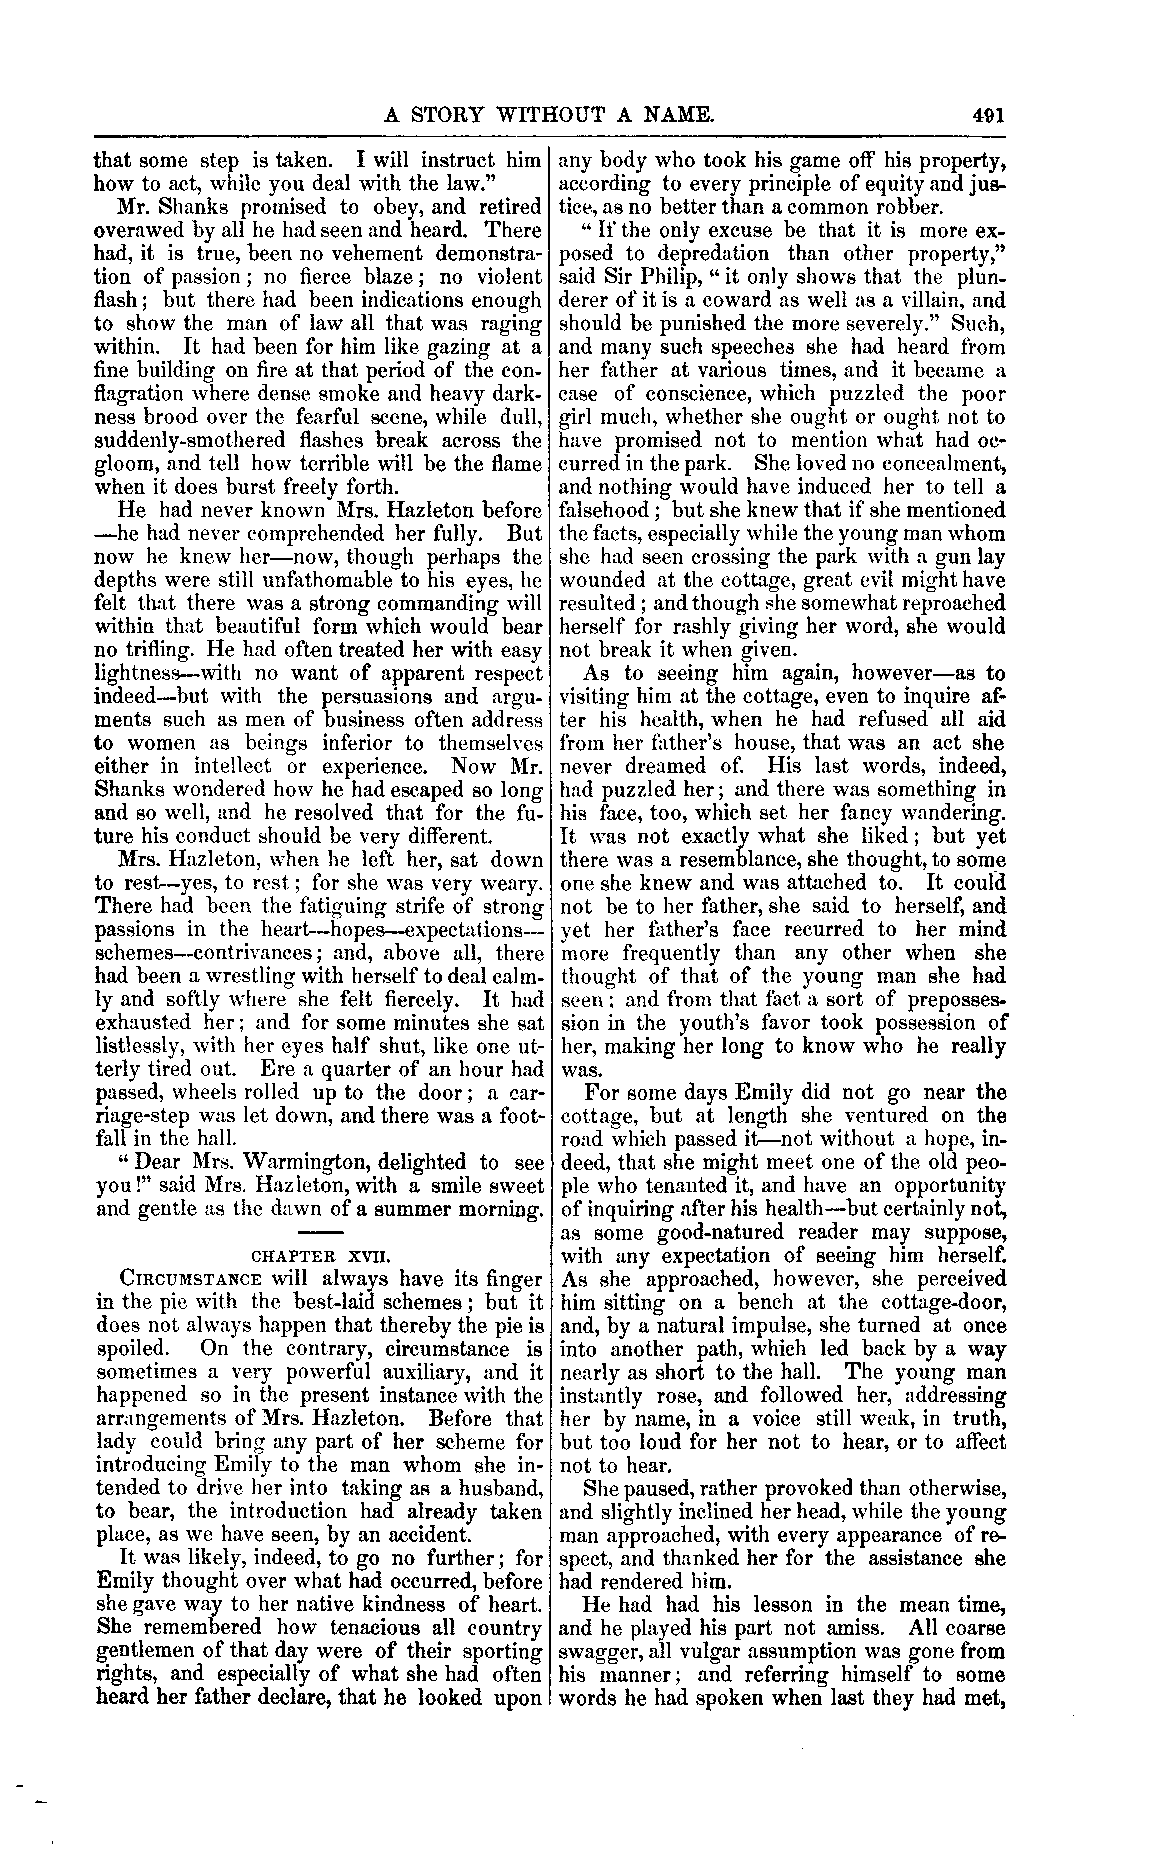 A STORY WITHOUT A NAME. 491
that some step is taken. I will instruct him
how to act, while you deal with the law.”
Mr. Shanks promised to obey, and retired
overawed by all he had seen and heard. There
had, it is true, been no vehement demonstra-
tion of passion; no fierce blaze; no violent
flash; but there had been indications enough
to show the man of law all that was raging
within. It had been for him like gazing at a
fine building on fire at that period of the con-
flagration where dense smoke and heavy dark-
ness brood over the fearful scene, while dull,
suddenly-smothered flashes break across the
gloom, and tell how terrible will be the flame
when it does burst freely forth.
He had never known Mrs. Hazleton before
—he had never comprehended her fully. But
now he knew her—now, though perhaps the
depths were still unfathomable to his eyes, he
felt that there was a strong commanding will
within that beautiful form which would bear
no trifling. He had often treated her with easy
lightness—with no want of apparent respect
indeed—but with the persuasions and argu-
ments such as men of business often address
to women as beings inferior to themselves
either in intellect or experience. Now Mr.
Shanks wondered how he had escaped so long
and so well, and he resolved that for the fu-
ture his conduct should be very different.
Mrs. Hazleton, when he left her, sat down
to rest—yes, to rest; for she was very weary.
There had been the fatiguing strife of strong
passions in the heart—hopes—expectations—
schemes—contrivances; and, above all, there
had been a wrestling with herself to deal calm-
ly and softly where she felt fiercely. It had
exhausted her; and for some minutes she sat
listlessly, with her eyes half shut, like one ut-
terly tired out. Ere a quarter of an hour had
passed, wheels rolled up to the door; a car-
riage-step was let down, and there was a foot-
fall in the hall.
“Dear Mrs. Warmington, delighted to see
you!” said Mrs. Hazleton, with a smile sweet
and gentle as the dawn of a summer morning.
CHAPTER XVII.
CIRCUMSTANCE will always have its finger
in the pie with the best-laid schemes; but it
does not always happen that thereby the pie is
spoiled. On the contrary, circumstance is
sometimes a very powerful auxiliary, and it
happened so in the present instance with the
arrangements of Mrs. Hazleton. Before that
lady could bring any part of her scheme for
introducing Emily to the man whom she in-
tended to drive her into taking as a husband,
to bear, the introduction had already taken
place, as we have seen, by an accident.
It was likely, indeed, to go no further; for
Emily thought over what had occurred, before
she gave way to her native kindness of heart.
She remembered how tenacious all country
gentlemen of that day were of their sporting
rights, and especially of what she had often
heard her father declare, that he looked upon
any body who took his game off his property,
according to every principle of equity and jus-
tice, as no better than a common robber.
“If the only excuse be that it is more ex-
posed to depredation than other property,”
said Sir Philip, “it only shows that the plun-
derer of it is a coward as well as a villain, and
should be punished the more severely.” Such,
and many such speeches she had heard from
her father at various times, and it became a
case of conscience, which puzzled the poor
girl much, whether she ought or ought not to
have promised not to mention what had oc-
curred in the park. She loved no concealment,
and nothing would have induced her to tell a
falsehood; but she knew that if she mentioned
the facts, especially while the young man whom
she had seen crossing the park with a gun lay
wounded at the cottage, great evil might have
resulted; and though she somewhat reproached
herself for rashly giving her word, she would
not break it when given.
As to seeing him again, however—as to
visiting him at the cottage, even to inquire af-
ter his health, when he had refused all aid
from her father's house, that was an act she
never dreamed of. His last words, indeed,
had puzzled her; and there was something in
his face, too, which set her fancy wandering.
It was not exactly what she liked; but yet
there was a resemblance, she thought, to some
one she knew and was attached to. It could
not be to her father, she said to herself, and
yet her father's face recurred to her mind
more frequently than any other when she
thought of that of the young man she had
seen; and from that fact a sort of preposses-
sion in the youth's favor took possession of
her, making her long to know who he really
was.
For some days Emily did not go near the
cottage, but at length she ventured on the
road which passed it—not without a hope, in-
deed, that she might meet one of the old peo-
ple who tenanted it, and have an opportunity
of inquiring after his health—but certainly not,
as some good-natured reader may suppose,
with any expectation of seeing him herself.
As she approached, however, she perceived
him sitting on a bench at the cottage-door,
and, by a natural impulse, she turned at once
into another path, which led back by a way
nearly as short to the hall. The young man
instantly rose, and followed her, addressing
her by name, in a voice still weak, in truth,
but too loud for her not to hear, or to affect
not to hear.
She paused, rather provoked than otherwise,
and slightly inclined her head, while the young
man approached, with every appearance of re-
spect, and thanked her for the assistance she
had rendered him.
He had had his lesson in the mean time,
and he played his part not amiss. All coarse
swagger, all vulgar assumption was gone from
his manner; and referring himself to some
words he had spoken when last they had met,